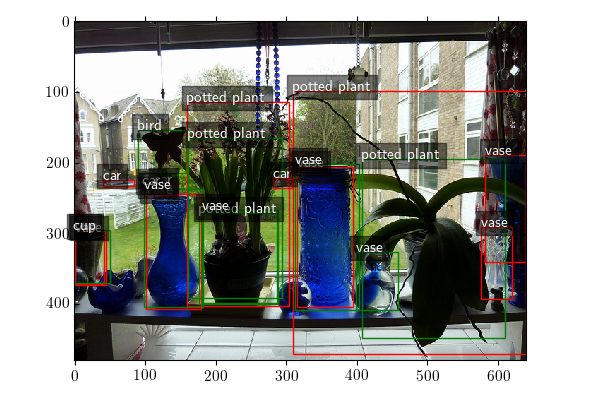 0
100
200
300
400
0
100
200
300
400
500
600
potted plant
potted plant
bird
potted plant
potted plant
vase
vase
car
car
vase
vase
potted plant
vase
cup
vase